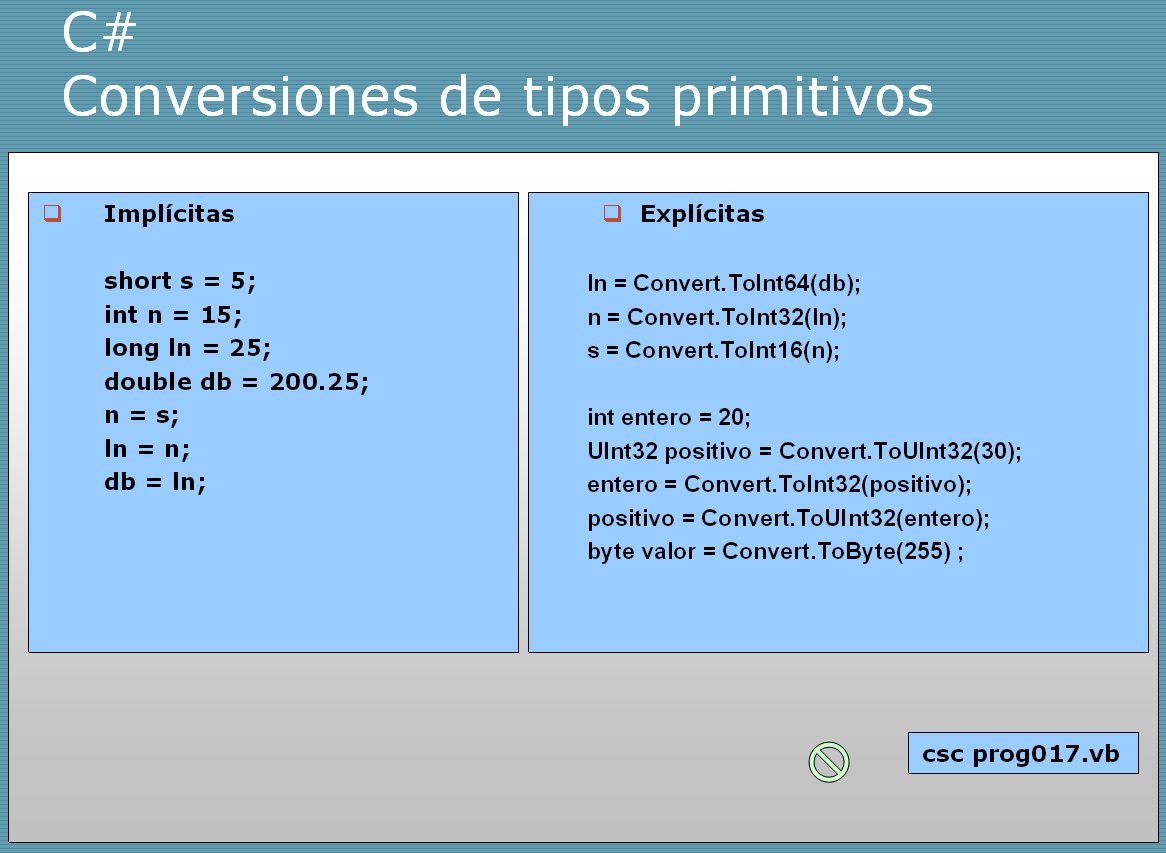 C#
Conversiones de tipos primitivos
Implícitas
short s = 5;
int n = 15;
long ln = 25;
double db = 200.25;
n = s;
ln = n;
db = ln;
Explícitas
ln = Convert.ToInt64(db);
n = Convert.ToInt32(ln);
s = Convert.ToInt16(n);
int entero = 20;
UInt32 positivo = Convert.ToUInt32(30);
entero = Convert.ToInt32(positivo);
positivo = Convert.ToUInt32(entero);
byte valor = Convert.ToByte(255) ;
csc prog017.vb